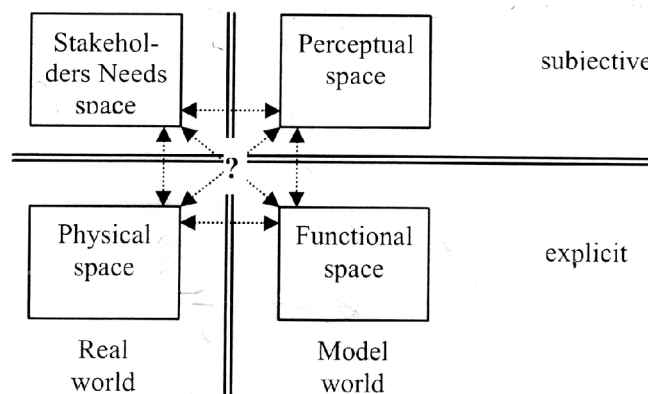 Stakehol-
ders Needs
space
Perceptual
space
subjective
?
Physical
space
Functional
space
explicit
Real
world
Model
world